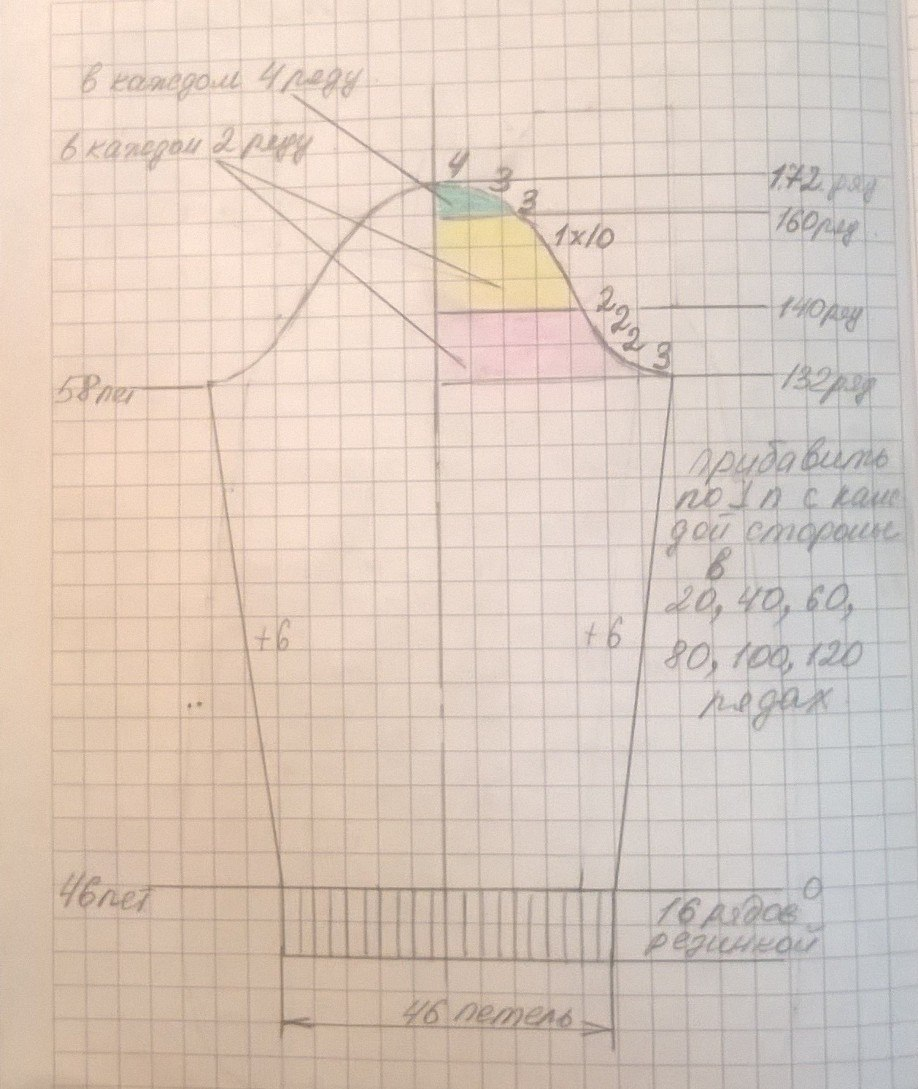 в каждом 4 ряду
в каждом 2 ряду
4
3
3
1х10
172 ряд
160 ряд
2
2
2
3
140 ряд
132 ряд
58 пет
прибавить
по 1 п с каж
дой стороны
в
20, 40, 60,
80, 100, 120
рядах
+6
+6
46 пет
0
16 рядов
резинкой
46 петель